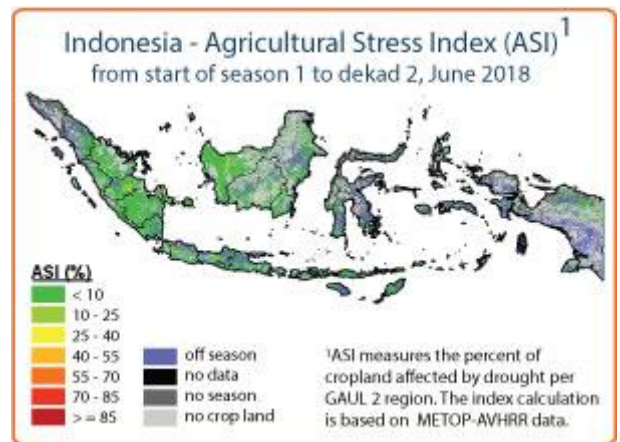 Indonesia - Agricultural Stress Index (ASI)1
from start of season 1 to dekad 2, June 2018
ASI (%)
< 10
10 - 25
25 - 40
40 - 55
55 - 70
70 - 85
> = 85
off season
no data
no season
no crop land
1ASI measures the percent of
cropland affected by drought per
GAUL 2 region. The index calculation
is based on METOP-AVHRR data.